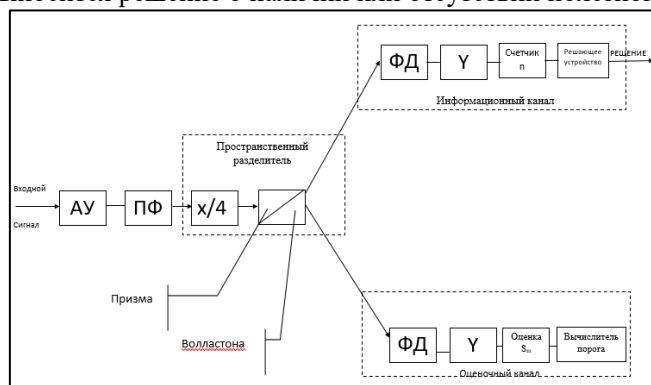 ФД
Y
Счетчик
n
Решающее
устройство
РЕШЕНИЕ
Информационный канал
Пространственный
разделитель
Входной
Сигнал
АУ
ПФ
x/4
Призма
Волластона
ФД
Y
Оценка
Вычислитель
порога
Оценочный канал